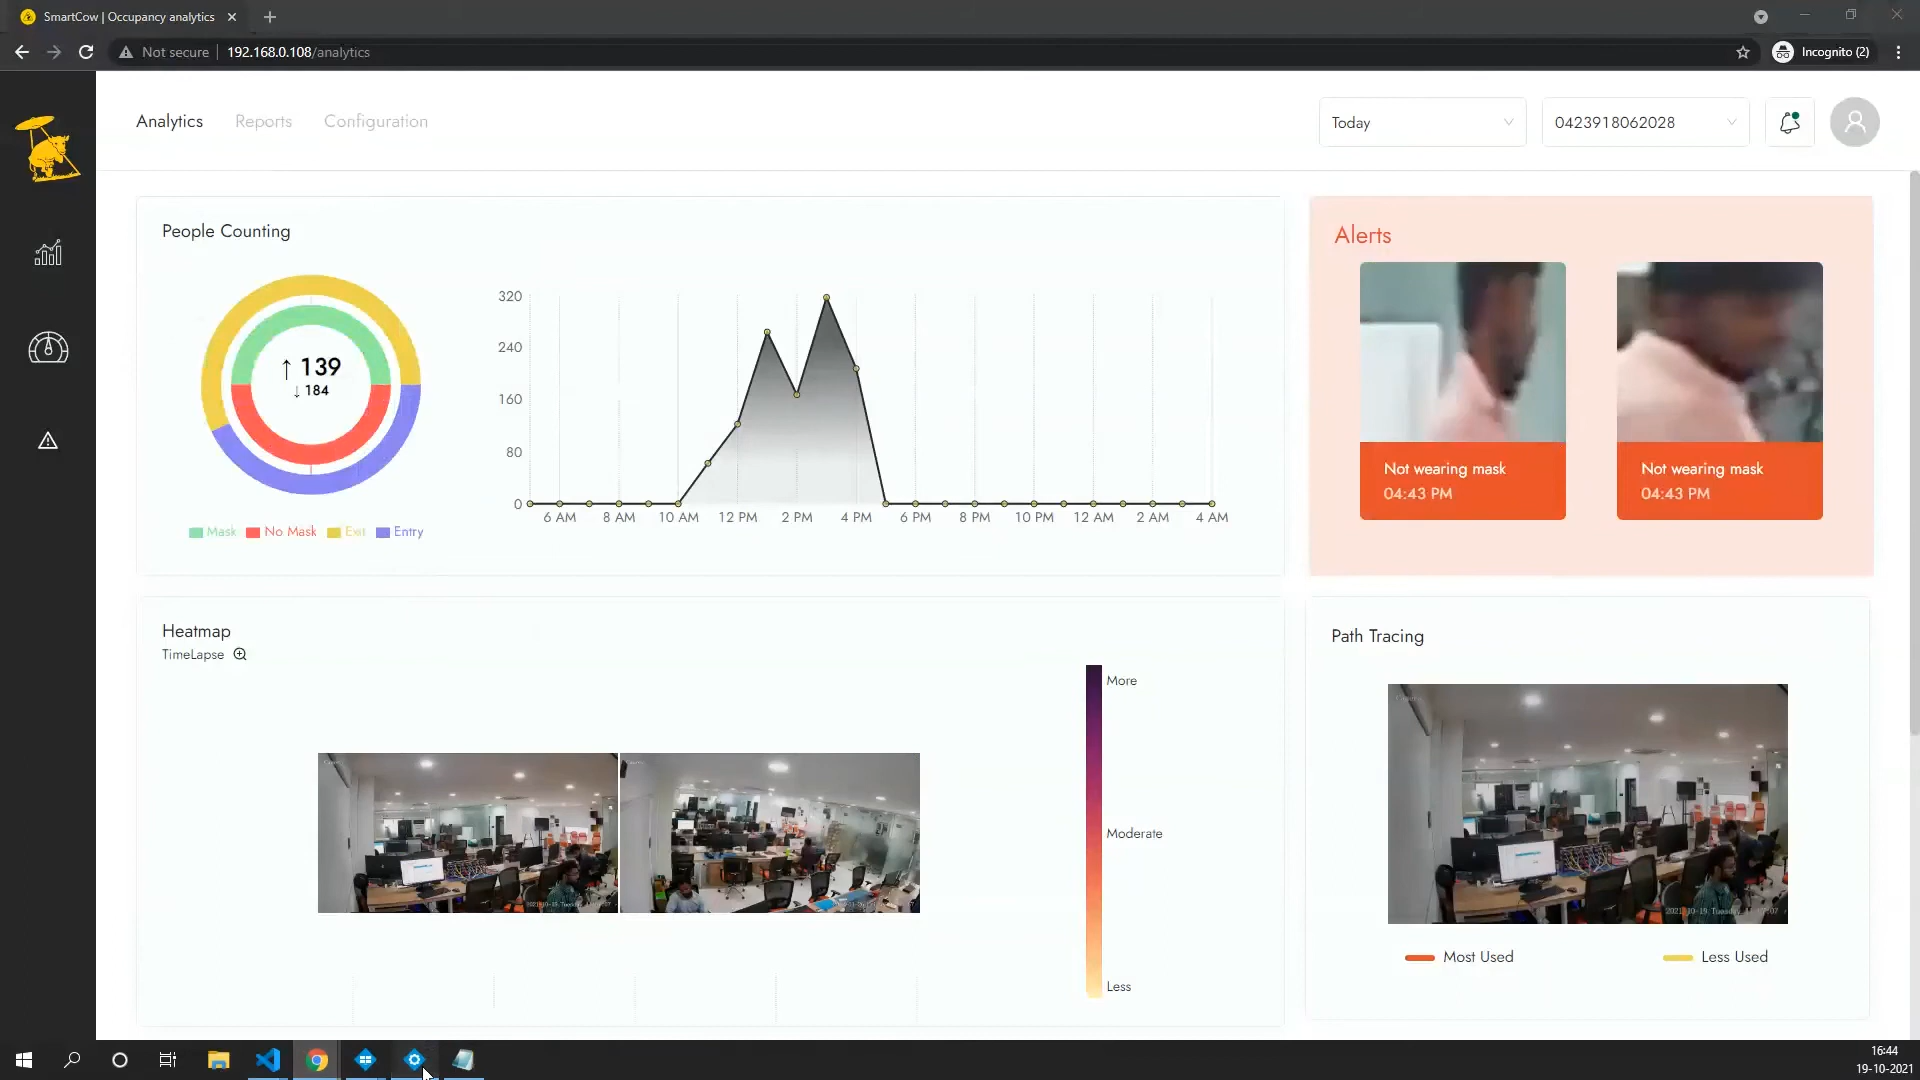 SmartCow | Occupancy analytics
Not secure
192.168.0.108/analytics
Incognito (2)
Analytics
Reports
Configuration
Today
0423918062028
People Counting
↑ 139
↓ 184
Mask
No Mask
Exit
Entry
320
240
160
80
0
6 AM 8 AM 10 AM 12 PM 2 PM 4 PM 6 PM 8 PM 10 PM 12 AM 2 AM 4 AM
Alerts
Not wearing mask
04:43 PM
Not wearing mask
04:43 PM
Heatmap
TimeLapse
More
Moderate
Less
Path Tracing
Most Used
Less Used
16:44
19-10-2021